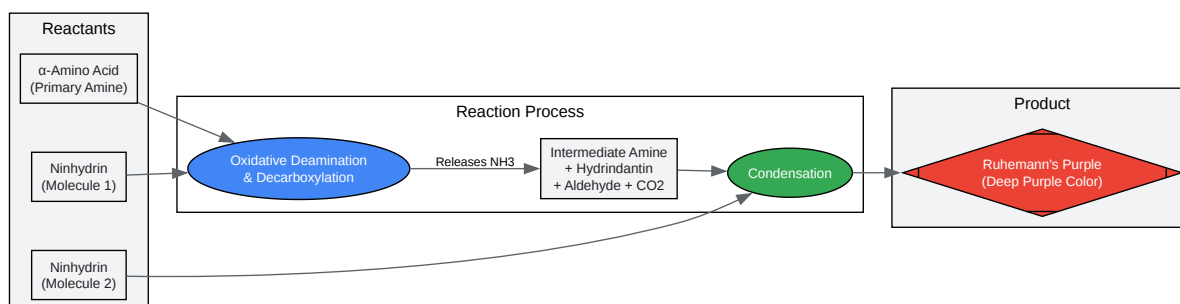 Reactants
α-Amino Acid
(Primary Amine)
Ninhydrin
(Molecule 1)
Ninhydrin
(Molecule 2)
Reaction Process
Oxidative Deamination
& Decarboxylation
Releases NH3
Intermediate Amine
+ Hydrindantin
+ Aldehyde + CO2
Condensation
Product
Ruhemann's Purple
(Deep Purple Color)